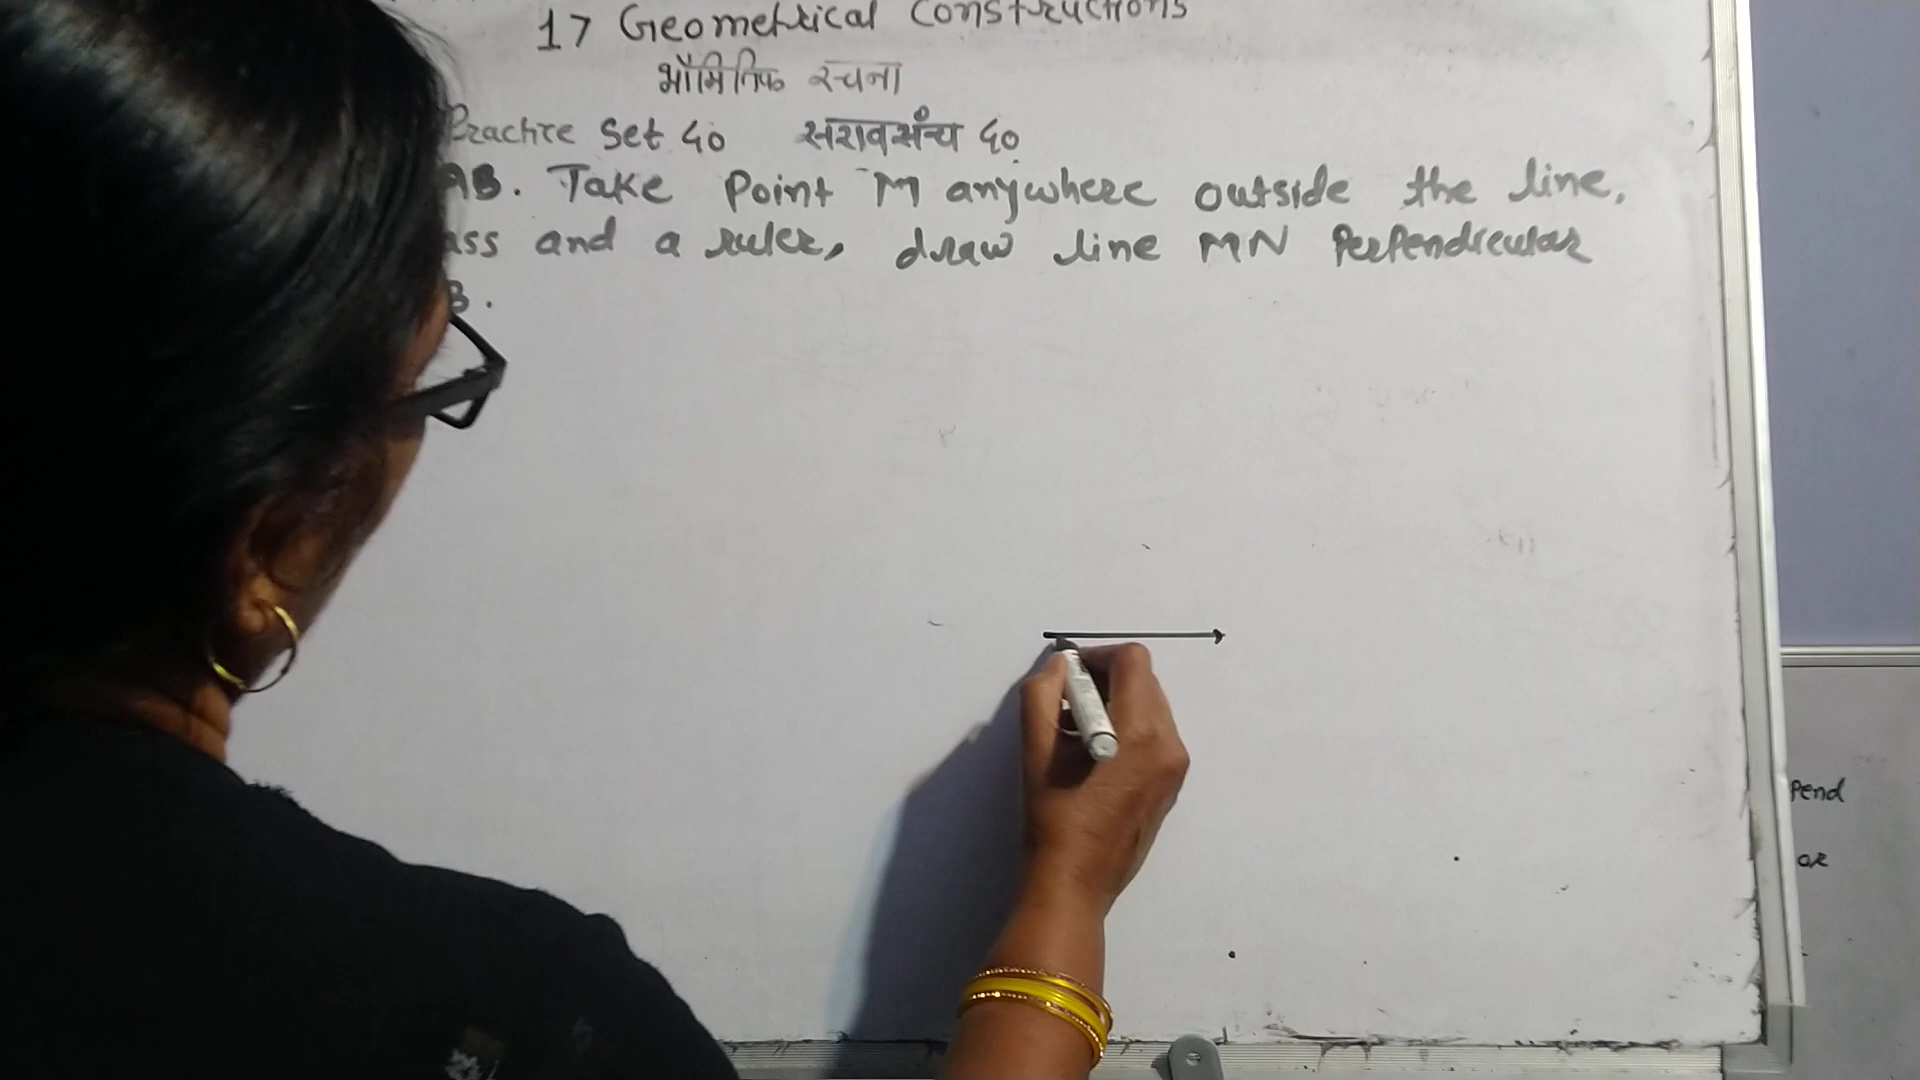 17 Geometrical Constructions
भौमितिक रचना
Practice Set 40 सरावसंच 40
AB. Take Point M anywhere outside the line.
ass and a ruler, draw line MN Perpendicular
B.
Pend
or